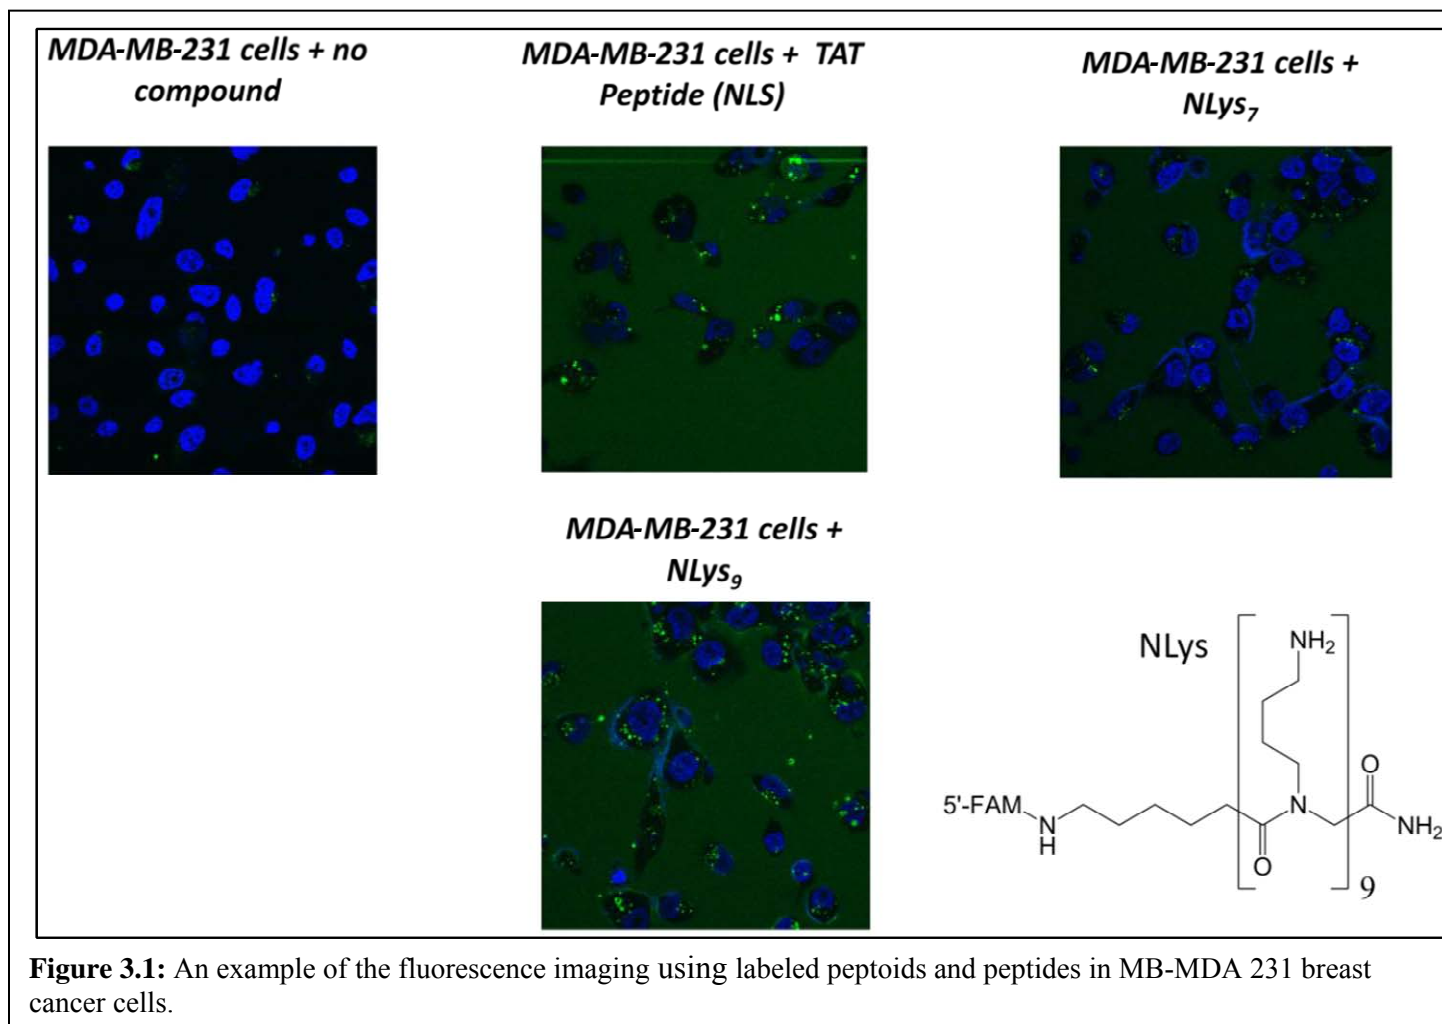 MDA-MB-231 cells + no
compound
MDA-MB-231 cells + TAT
Peptide (NLS)
MDA-MB-231 cells +
NLys7
MDA-MB-231 cells +
NLys9
NLys
NH2
5'-FAM
N
H
O
N
O
NH2
9
Figure 3.1: An example of the fluorescence imaging using labeled peptoids and peptides in MB-MDA 231 breast
cancer cells.